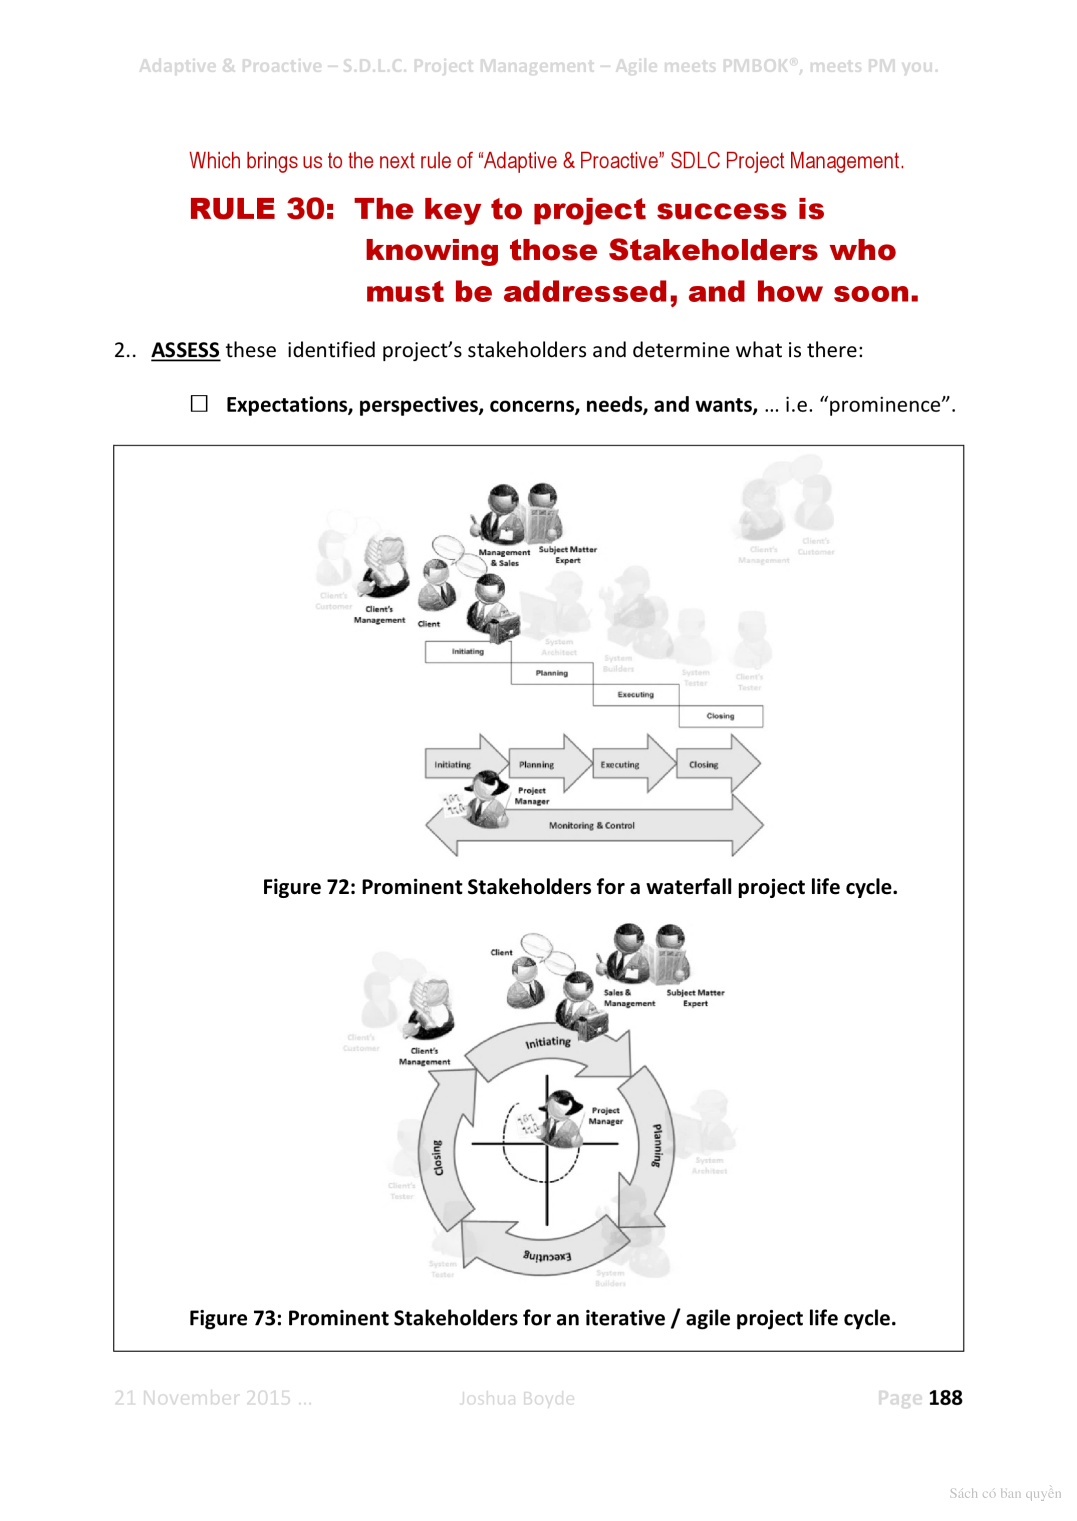 Adaptive & Proactive – S.D.L.C. Project Management – Agile meets PMBOK®, meets PM you.
Which brings us to the next rule of “Adaptive & Proactive” SDLC Project Management.
RULE 30: The key to project success is
knowing those Stakeholders who
must be addressed, and how soon.
2.. ASSESS these identified project’s stakeholders and determine what is there:
☐ Expectations, perspectives, concerns, needs, and wants, … i.e. “prominence”.
Management
& Sales
Subject Matter
Expert
Client's
Management
Client's
Customer
Client's
Customer
Client's
Management
Client
System
Architect
System
Builders
System
Tester
Client's
Tester
Initiating
Planning
Executing
Closing
Initiating
Planning
Executing
Closing
Project
Manager
Monitoring & Control
Figure 72: Prominent Stakeholders for a waterfall project life cycle.
Client
Sales &
Management
Subject Matter
Expert
Client's
Customer
Client's
Management
Initiating
Project
Manager
Planning
Closing
System
Architect
Client's
Tester
Executing
System
Tester
System
Builders
Figure 73: Prominent Stakeholders for an iterative / agile project life cycle.
21 November 2015 …
Joshua Boyde
Page 188
Sách có bản quyền